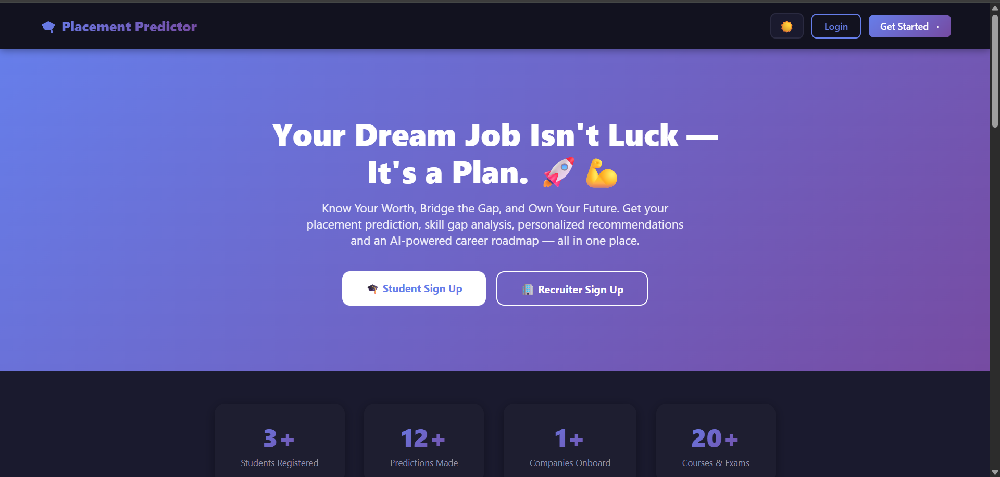 Placement Predictor
Login
Get Started →
Your Dream Job Isn't Luck —
It's a Plan. 🚀 💪
Know Your Worth, Bridge the Gap, and Own Your Future. Get your
placement prediction, skill gap analysis, personalized recommendations
and an AI-powered career roadmap — all in one place.
🎓 Student Sign Up
🏢 Recruiter Sign Up
3+
Students Registered
12+
Predictions Made
1+
Companies Onboard
20+
Courses & Exams